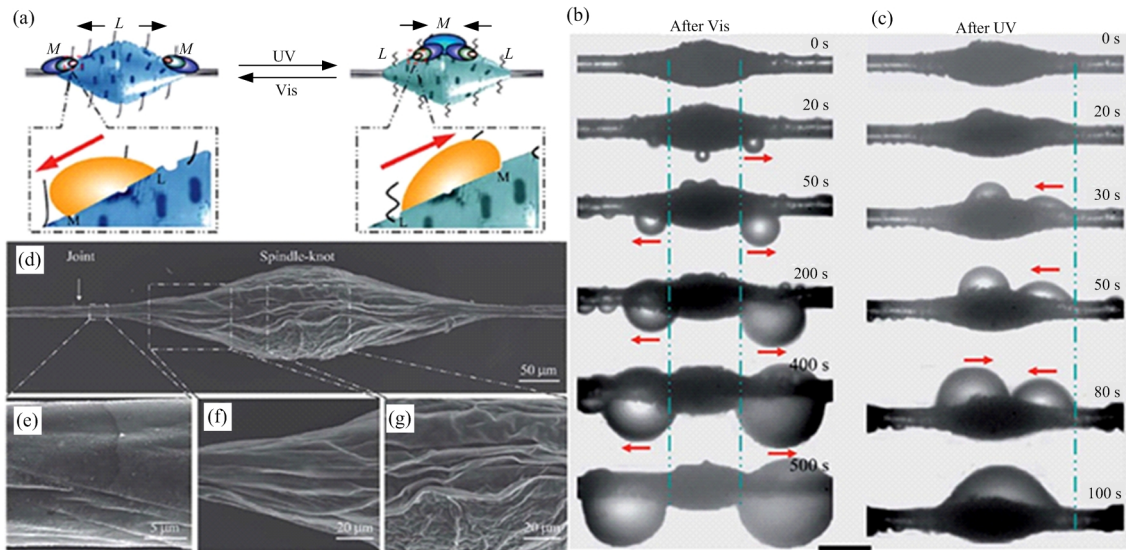 (a)
L
M
M
M
L
L
UV
Vis
L
M
M
L
(b)
After Vis
0 s
20 s
50 s
200 s
400 s
500 s
(c)
After UV
0 s
20 s
30 s
50 s
80 s
100 s
(d)
Joint
Spindle-knot
50 μm
(e)
5 μm
(f)
20 μm
(g)
20 μm